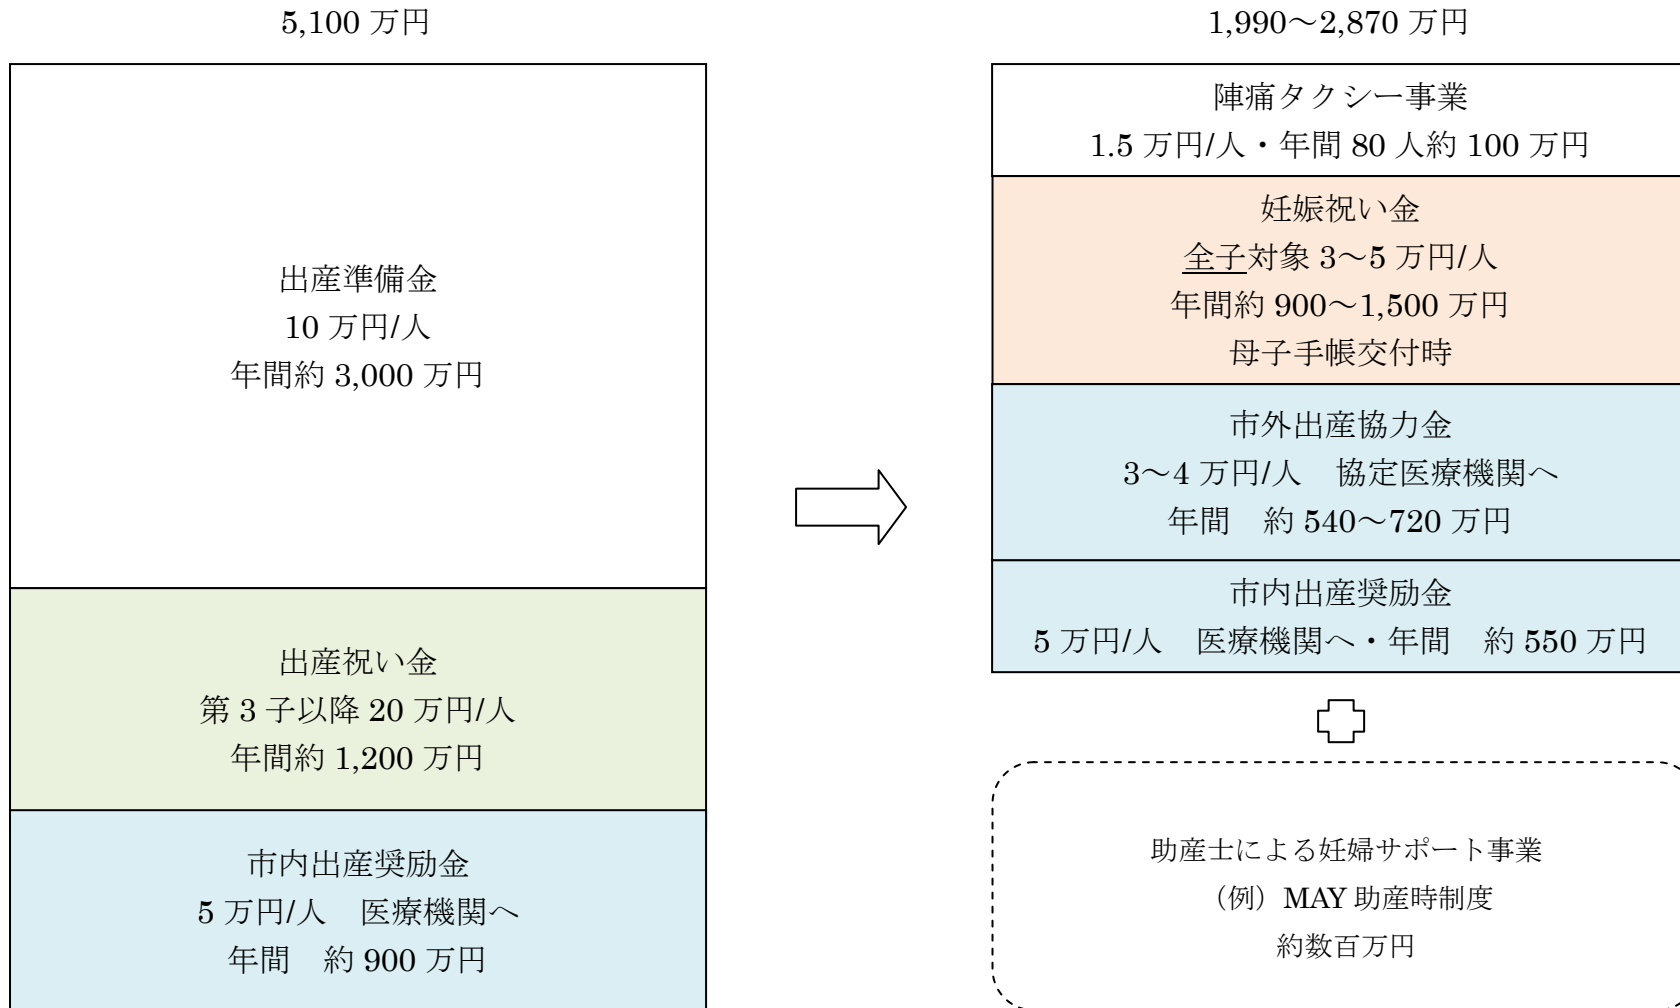 5,100 万円
出産準備金
10 万円/人
年間約 3,000 万円
出産祝い金
第 3 子以降 20 万円/人
年間約 1,200 万円
市内出産奨励金
5 万円/人　医療機関へ
年間　約 900 万円
1,990～2,870 万円
陣痛タクシー事業
1.5 万円/人・年間 80 人約 100 万円
妊娠祝い金
全子対象 3～5 万円/人
年間約 900～1,500 万円
母子手帳交付時
市外出産協力金
3～4 万円/人　協定医療機関へ
年間　約 540～720 万円
市内出産奨励金
5 万円/人　医療機関へ・年間　約 550 万円
助産士による妊婦サポート事業
（例）MAY 助産時制度
約数百万円